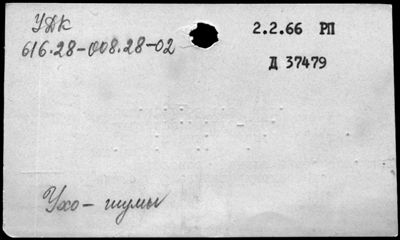 УДК
616.28-008.28-02
2.2.66 РП
Д 37479
Ухо - шумы